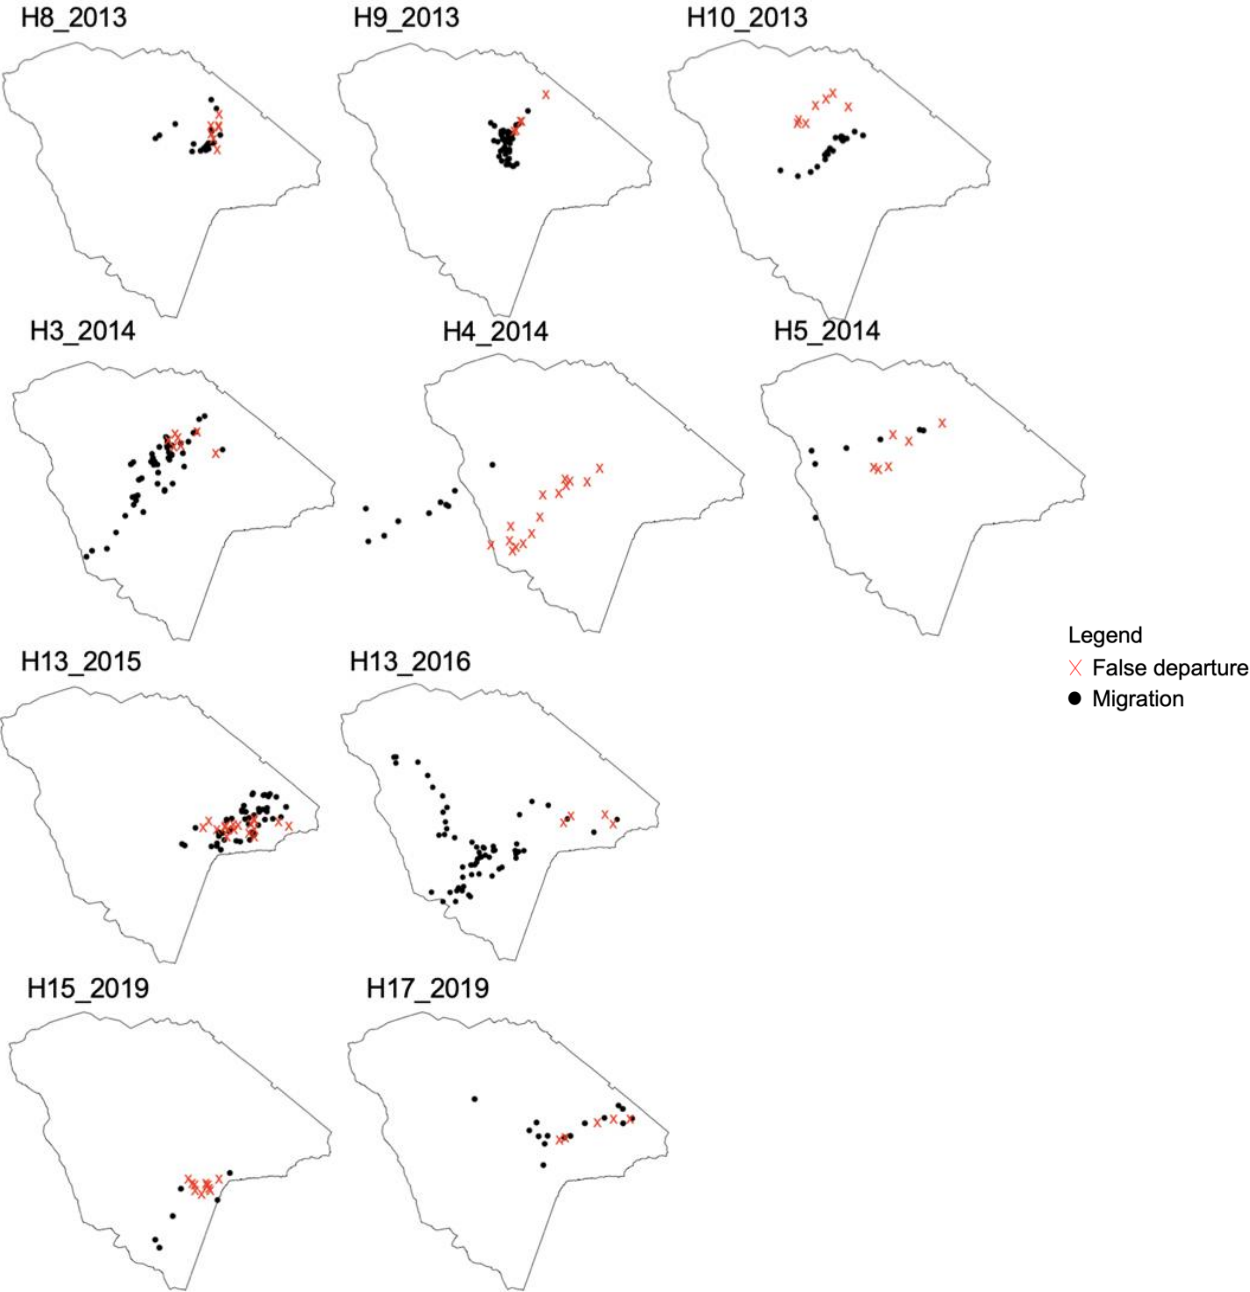 H8_2013
H9_2013
H10_2013
H3_2014
H4_2014
H5_2014
Legend
False departure
Migration
H13_2015
H13_2016
H15_2019
H17_2019